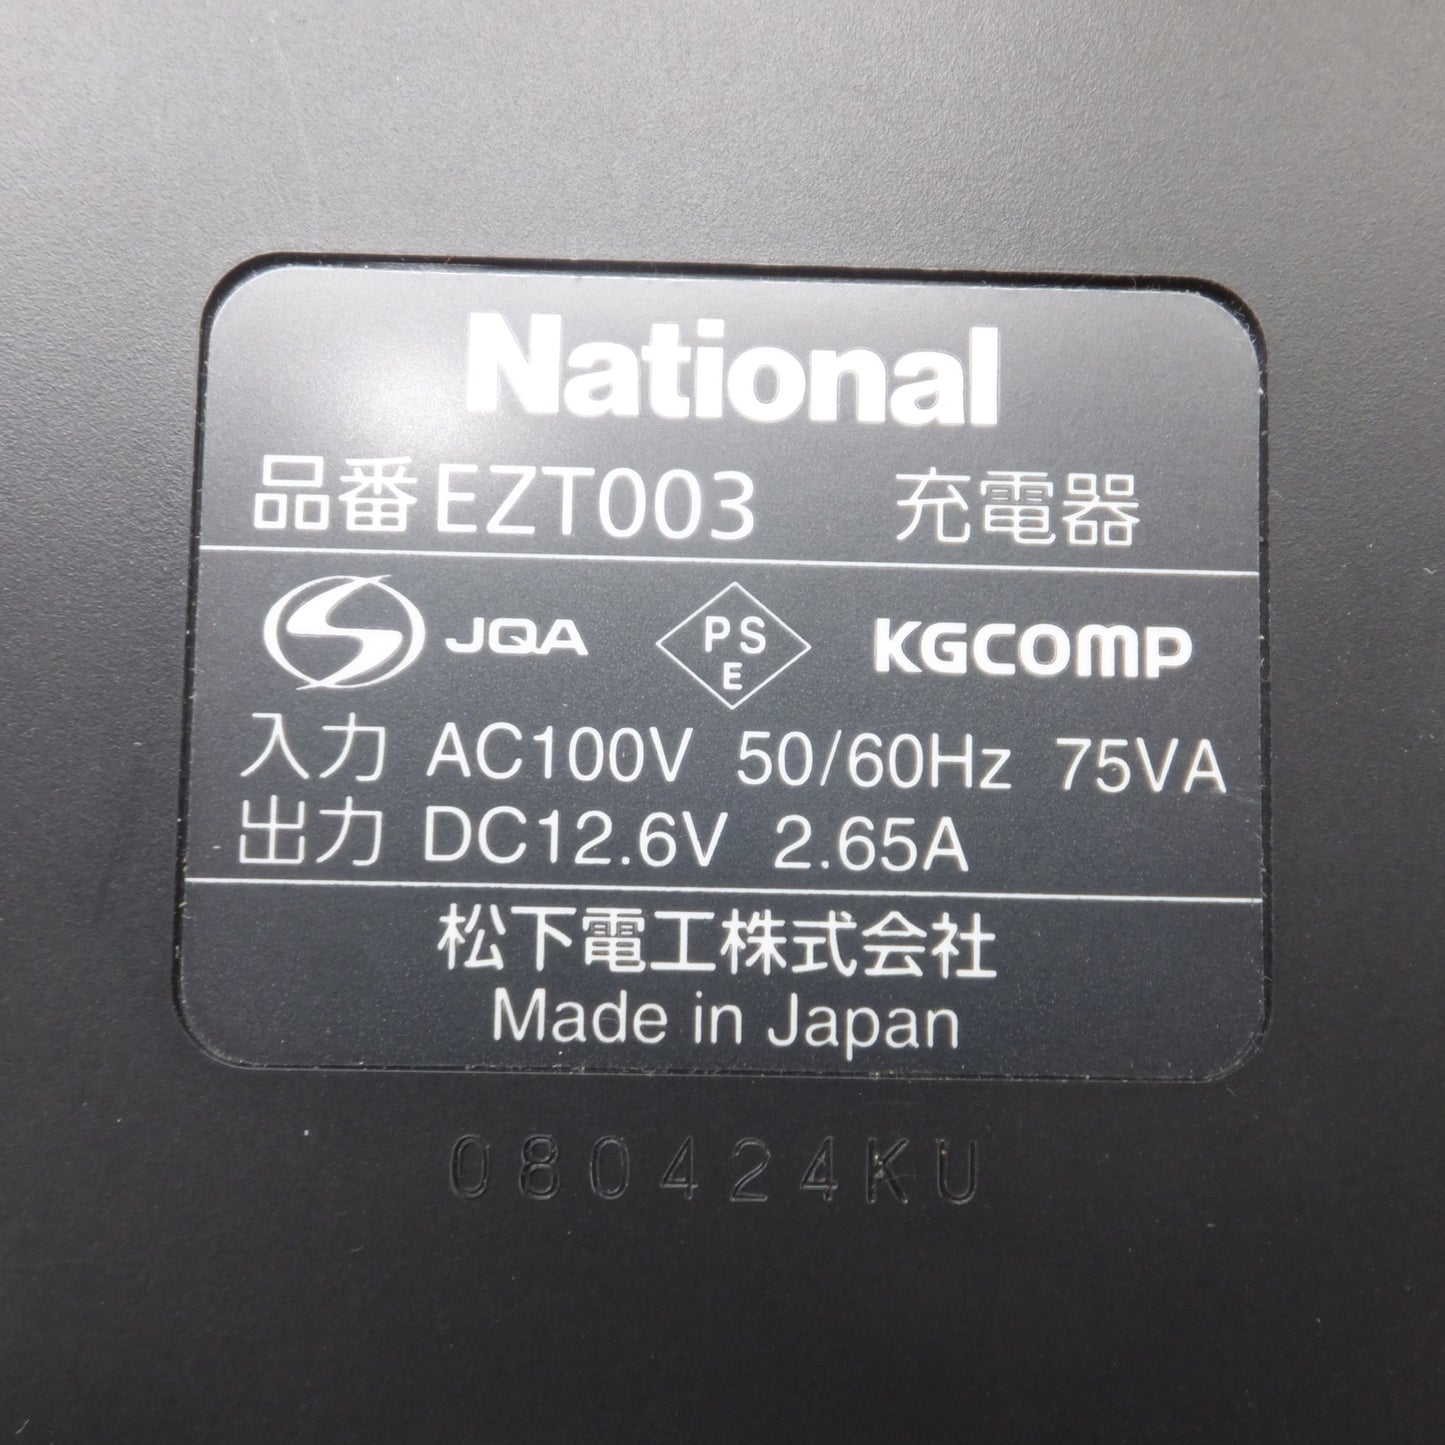 National
品番 EZT003 充電器
JQA PS E KGCOMP
入力 AC100V 50/60Hz 75VA
出力 DC12.6V 2.65A
松下電工株式会社
Made in Japan
080424KU